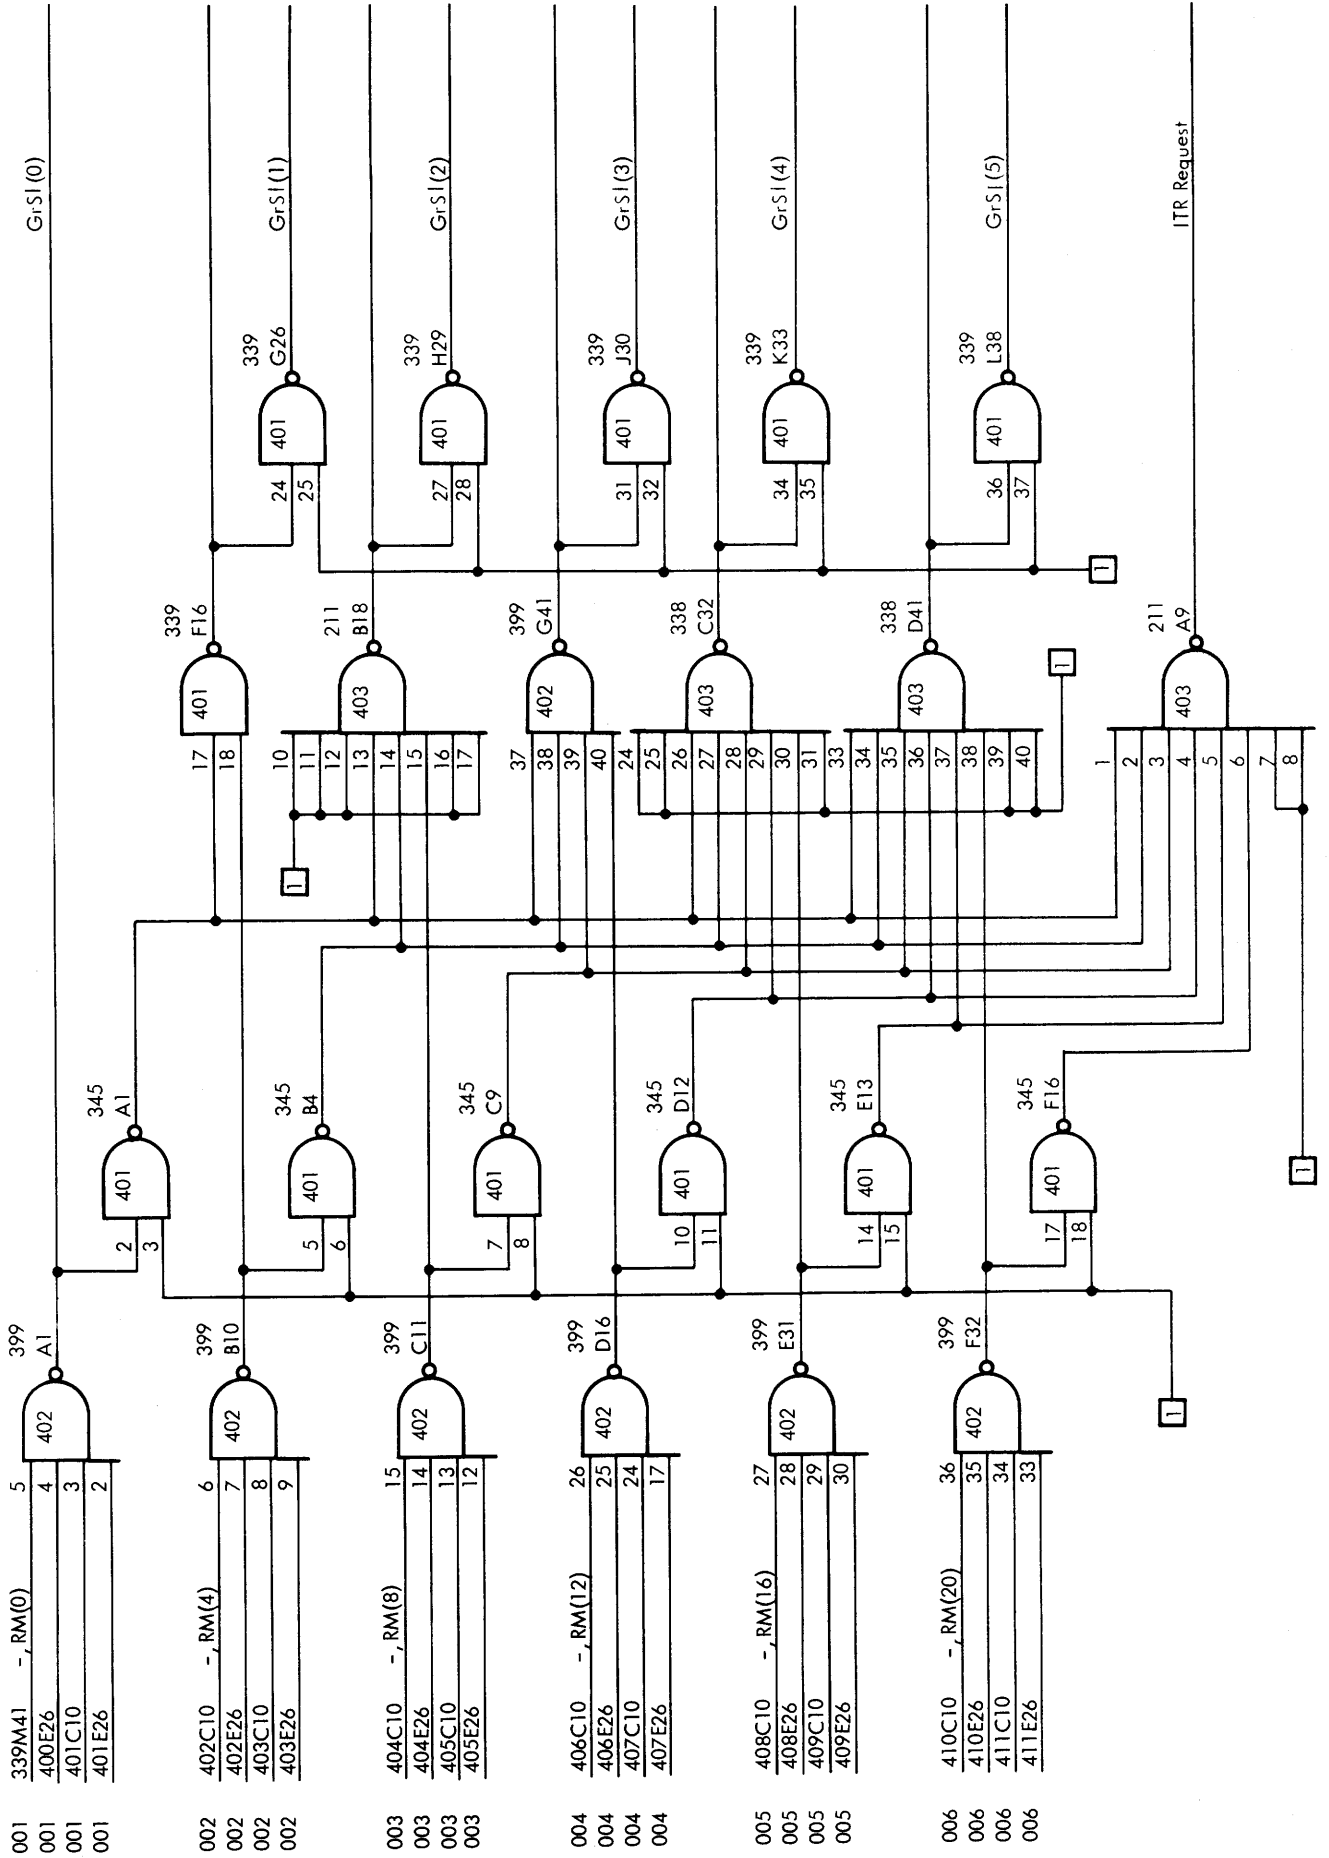 001 339M41 -,RM(0) 5
001 400E26 4
001 401C10 3
001 401E26 2
402
399
A1
GrSI(0)
2
3
401
345
A1
002 402C10 -,RM(4) 6
002 402E26 7
002 403C10 8
002 403E26 9
402
399
B10
17
18
401
339
F16
24
25
401
339
G26
GrSI(1)
5
6
401
345
B4
1
10
11
12
13
14
15
16
17
403
211
B18
27
28
401
339
H29
GrSI(2)
003 404C10 -,RM(8) 15
003 404E26 14
003 405C10 13
003 405E26 12
402
399
C11
7
8
401
345
C9
37
38
39
40
402
399
G41
31
32
401
339
J30
GrSI(3)
004 406C10 -,RM(12) 26
004 406E26 25
004 407C10 24
004 407E26 17
402
399
D16
10
11
401
345
D12
24
25
26
27
28
29
30
31
403
338
C32
34
35
401
339
K33
GrSI(4)
005 408C10 -,RM(16) 27
005 408E26 28
005 409C10 29
005 409E26 30
402
399
E31
14
15
401
345
E13
33
34
35
36
37
38
39
40
403
338
D41
36
37
401
339
L38
GrSI(5)
006 410C10 -,RM(20) 36
006 410E26 35
006 411C10 34
006 411E26 33
402
399
F32
17
18
401
345
F16
1
1
1
1
2
3
4
5
6
7
8
403
211
A9
ITR Request
1